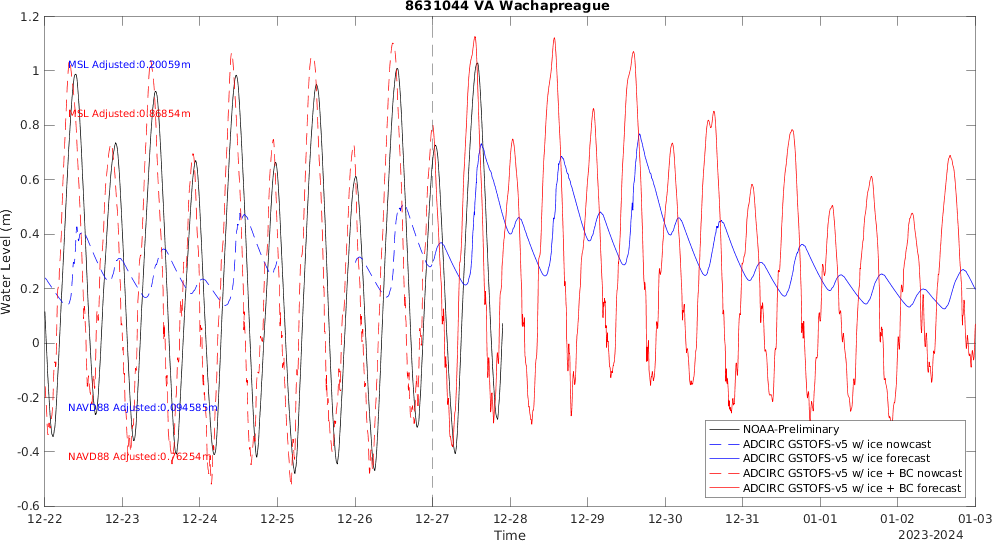 8631044 VA Wachapreague
1.2
1
0.8
0.6
0.4
0.2
0
-0.2
-0.4
-0.6
Water Level (m)
MSL Adjusted:0.20059m
MSL Adjusted:0.86854m
NAVD88 Adjusted:0.094585m
NAVD88 Adjusted:0.76254m
NOAA-Preliminary
ADCIRC GSTOFS-v5 w/ ice nowcast
ADCIRC GSTOFS-v5 w/ ice forecast
ADCIRC GSTOFS-v5 w/ ice + BC nowcast
ADCIRC GSTOFS-v5 w/ ice + BC forecast
12-22 12-23 12-24 12-25 12-26 12-27 12-28 12-29 12-30 12-31 01-01 01-02 01-03
Time
2023-2024